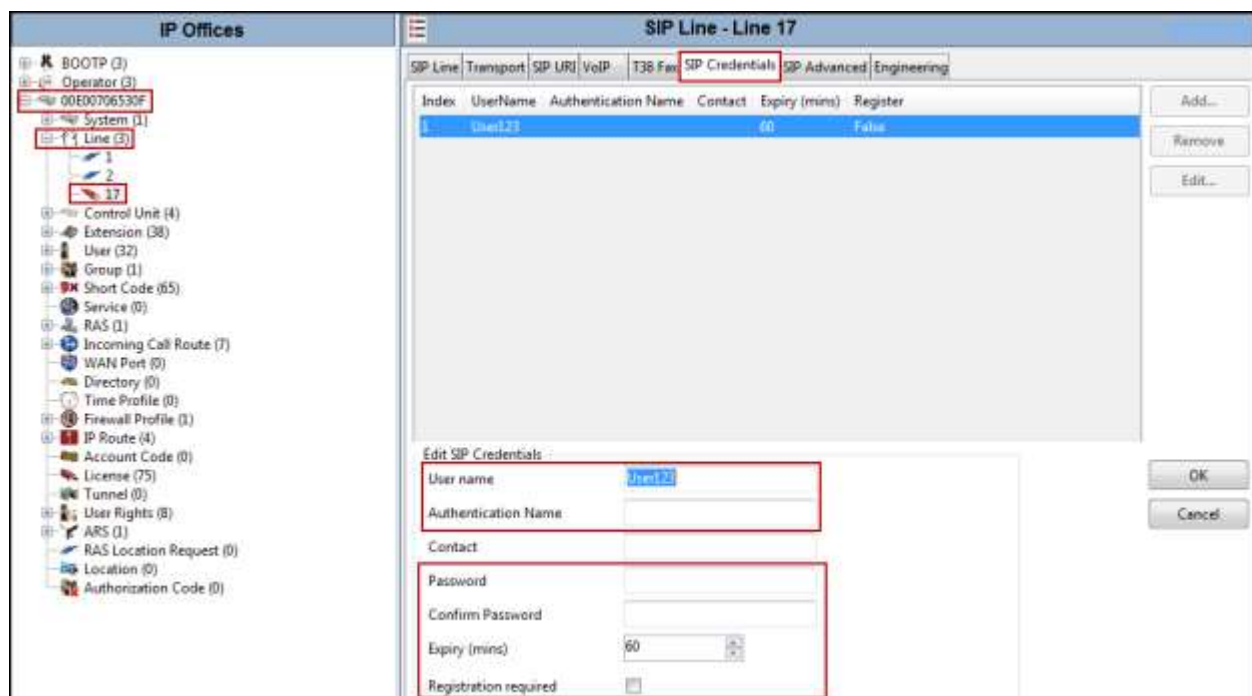 IP Offices
BOOTP (3)
Operator (3)
00E00706530F
System (1)
Line (3)
1
2
17
Control Unit (4)
Extension (38)
User (32)
Group (1)
Short Code (65)
Service (0)
RAS (1)
Incoming Call Route (7)
WAN Port (0)
Directory (0)
Time Profile (0)
Firewall Profile (1)
IP Route (4)
Account Code (0)
License (75)
Tunnel (0)
User Rights (8)
ARS (1)
RAS Location Request (0)
Location (0)
Authorization Code (0)
SIP Line - Line 17
SIP Line Transport SIP URI VoIP T38 Fax SIP Credentials SIP Advanced Engineering
Index UserName Authentication Name Contact Expiry (mins) Register
1 User123 60 False
Add...
Remove
Edit...
Edit SIP Credentials
User name User123
Authentication Name
Contact
Password
Confirm Password
Expiry (mins) 60
Registration required
OK
Cancel